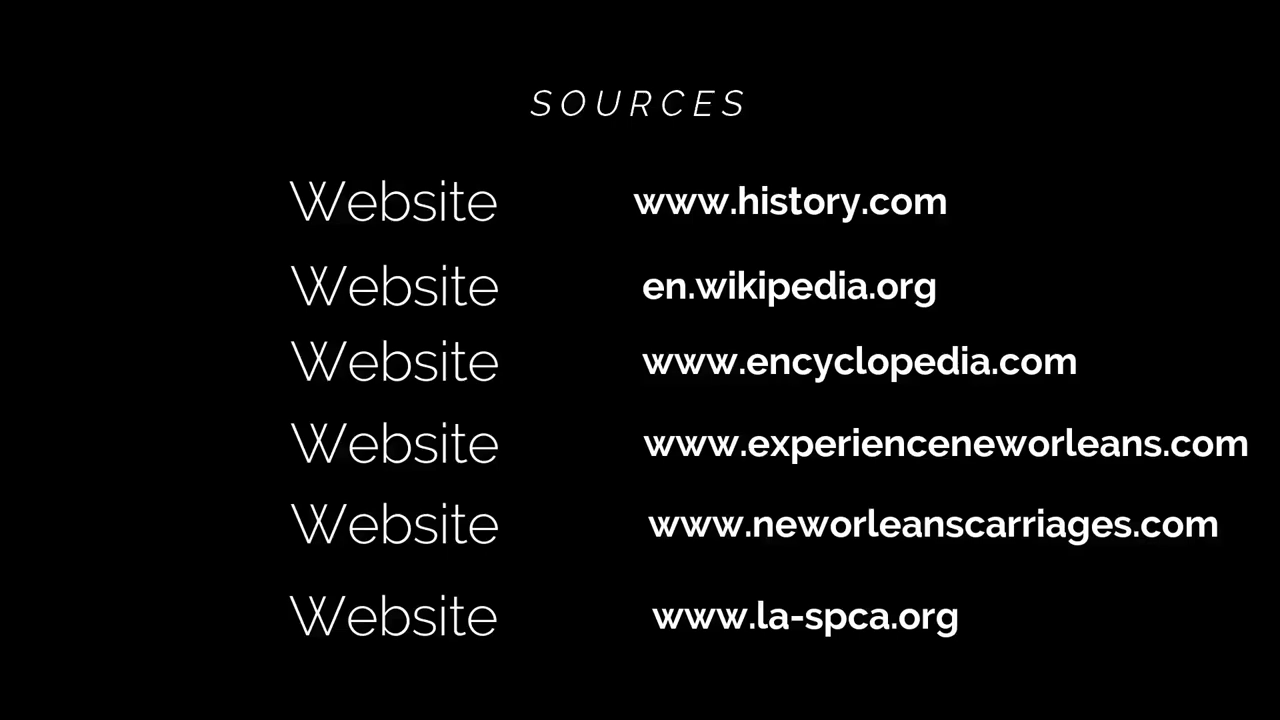 SOURCES
Website www.history.com
Website en.wikipedia.org
Website www.encyclopedia.com
Website www.experienceneworleans.com
Website www.neworleanscarriages.com
Website www.la-spca.org